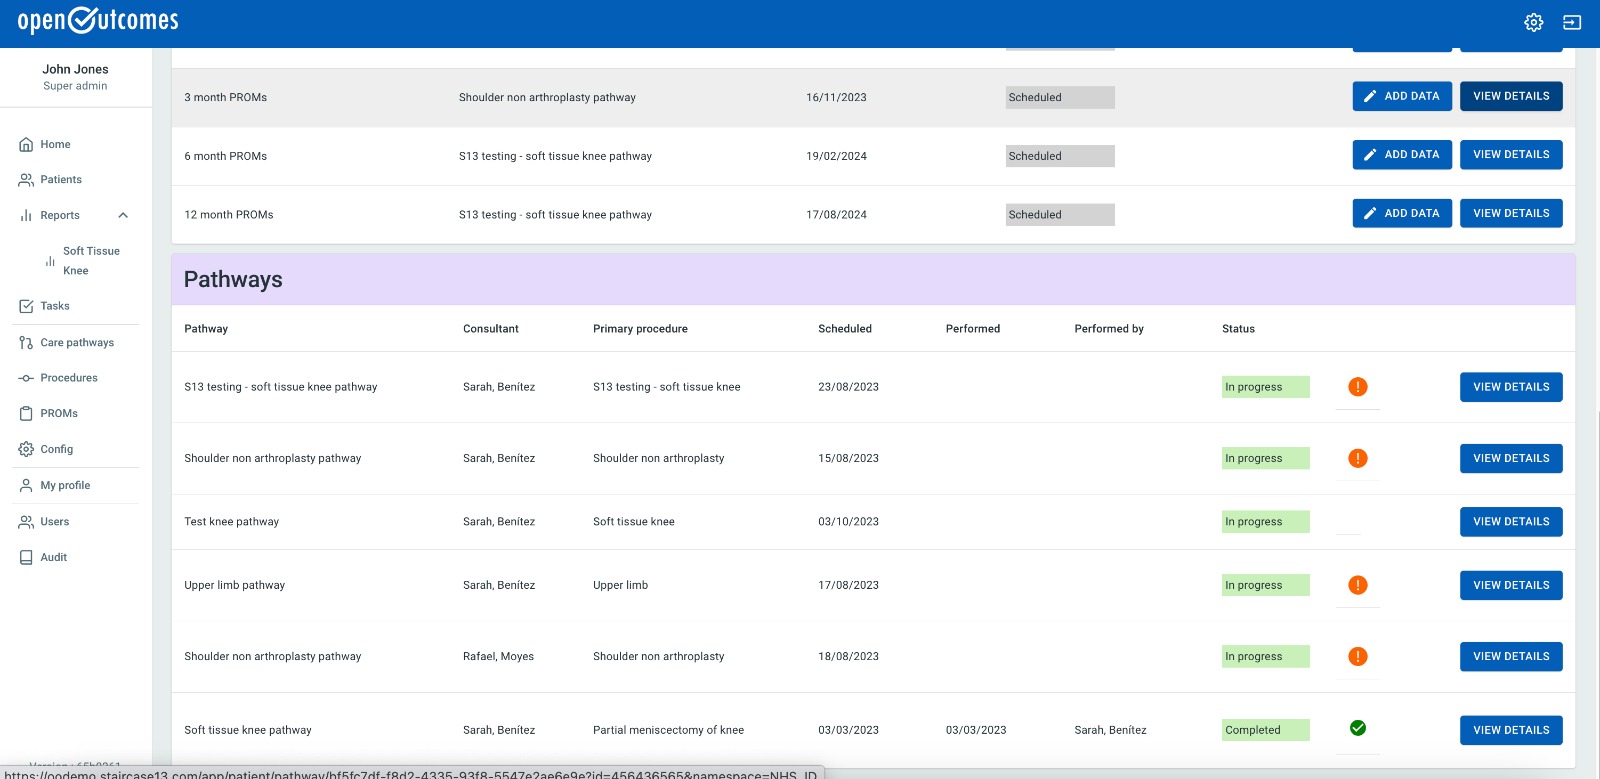 openOutcomes
John Jones
Super admin
Home
Patients
Reports
Soft Tissue
Knee
Tasks
Care pathways
Procedures
PROMs
Config
My profile
Users
Audit
3 month PROMs Shoulder non arthroplasty pathway 16/11/2023 Scheduled ADD DATA VIEW DETAILS
6 month PROMs S13 testing - soft tissue knee pathway 19/02/2024 Scheduled ADD DATA VIEW DETAILS
12 month PROMs S13 testing - soft tissue knee pathway 17/08/2024 Scheduled ADD DATA VIEW DETAILS
Pathways
Pathway Consultant Primary procedure Scheduled Performed Performed by Status
S13 testing - soft tissue knee pathway Sarah, Benítez S13 testing - soft tissue knee 23/08/2023 In progress VIEW DETAILS
Shoulder non arthroplasty pathway Sarah, Benítez Shoulder non arthroplasty 15/08/2023 In progress VIEW DETAILS
Test knee pathway Sarah, Benítez Soft tissue knee 03/10/2023 In progress VIEW DETAILS
Upper limb pathway Sarah, Benítez Upper limb 17/08/2023 In progress VIEW DETAILS
Shoulder non arthroplasty pathway Rafael, Moyes Shoulder non arthroplasty 18/08/2023 In progress VIEW DETAILS
Soft tissue knee pathway Sarah, Benítez Partial meniscectomy of knee 03/03/2023 03/03/2023 Sarah, Benítez Completed VIEW DETAILS
https://oodemo.staircase13.com/app/patient/pathway/bf5fc7df-f8d2-4335-93f8-5547e2ae6e9e?id=456436565&namespace=NHS_ID